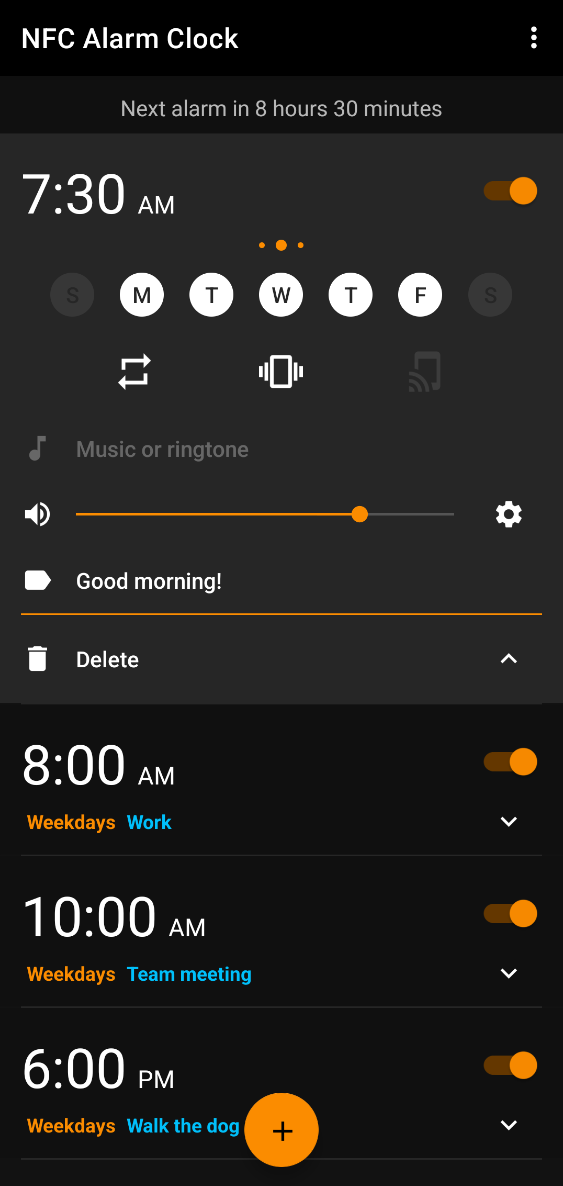 NFC Alarm Clock
Next alarm in 8 hours 30 minutes
7:30 AM
S M T W T F S
Music or ringtone
Good morning!
Delete
8:00 AM
Weekdays Work
10:00 AM
Weekdays Team meeting
6:00 PM
Weekdays Walk the dog
+